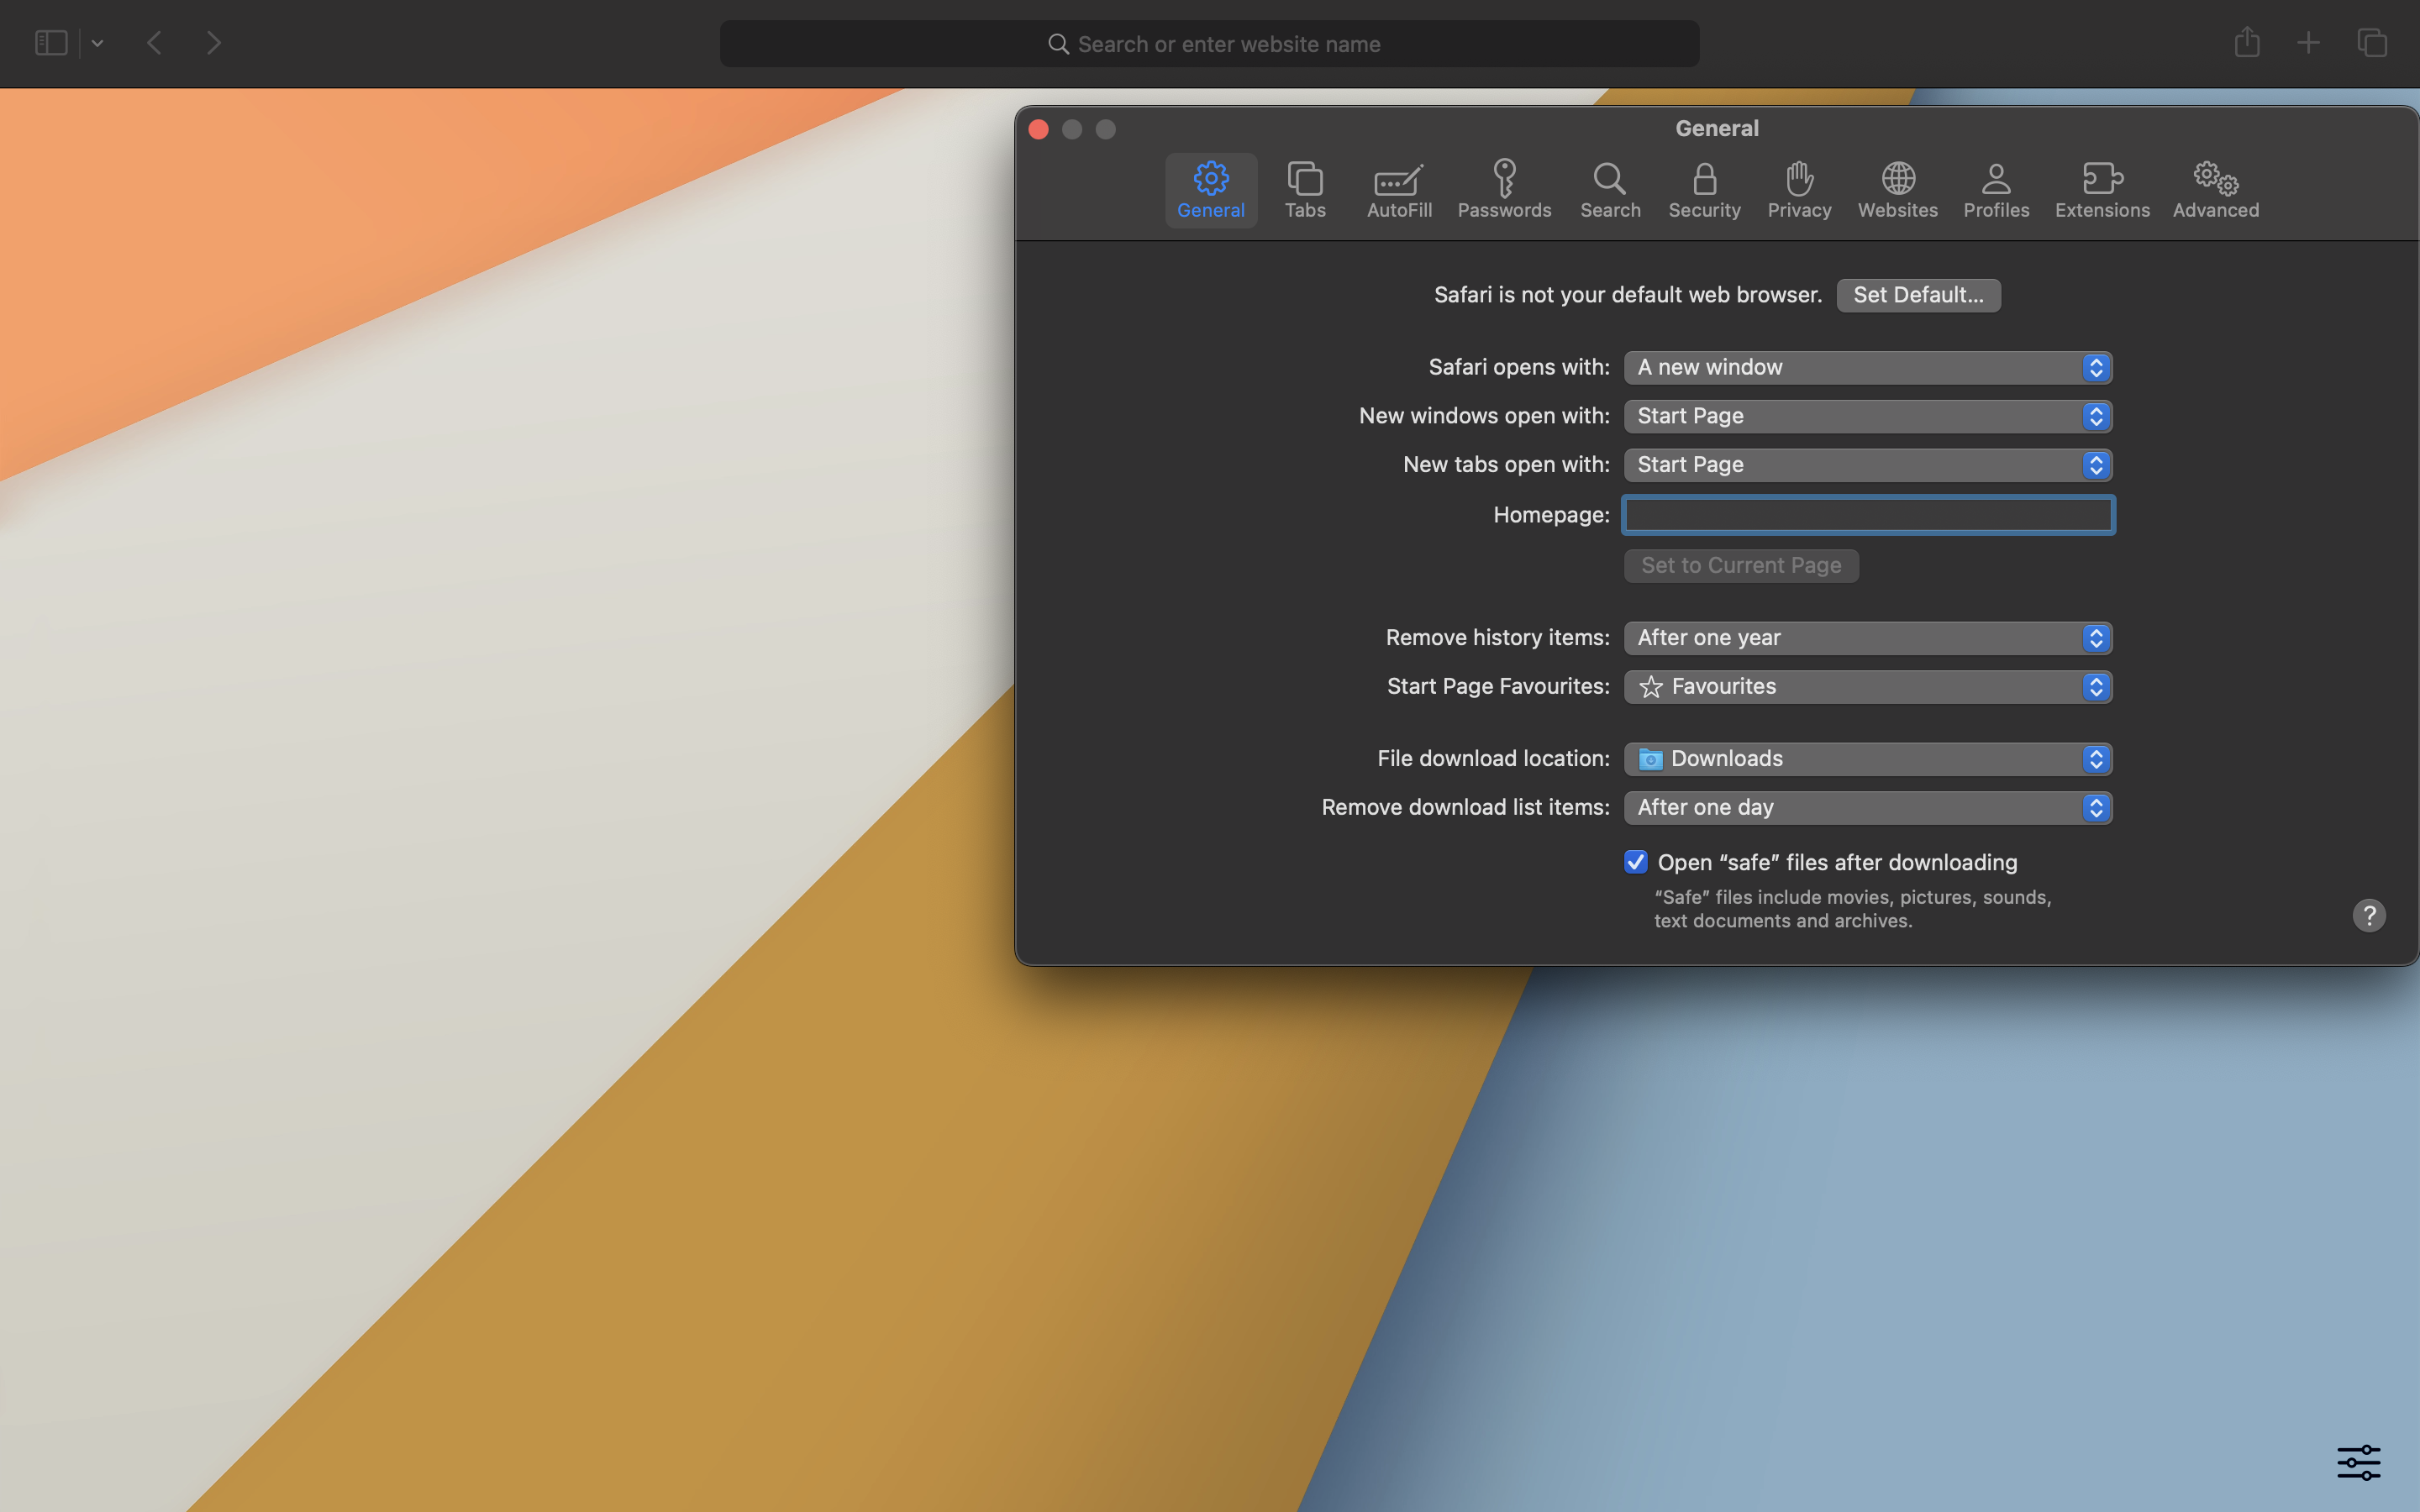 Search or enter website name
General
General Tabs AutoFill Passwords Search Security Privacy Websites Profiles Extensions Advanced
Safari is not your default web browser. Set Default...
Safari opens with: A new window
New windows open with: Start Page
New tabs open with: Start Page
Homepage:
Set to Current Page
Remove history items: After one year
Start Page Favourites: Favourites
File download location: Downloads
Remove download list items: After one day
Open “safe” files after downloading
“Safe” files include movies, pictures, sounds,
text documents and archives.
?